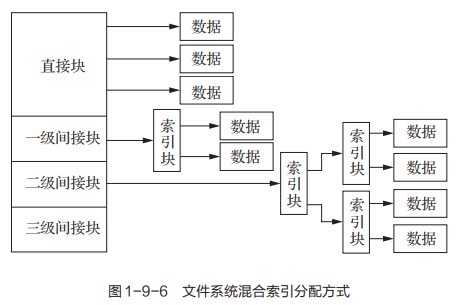 直接块
数据
数据
数据
一级间接块
索引块
数据
数据
二级间接块
索引块
索引块
数据
数据
索引块
数据
数据
三级间接块
图1-9-6 文件系统混合索引分配方式